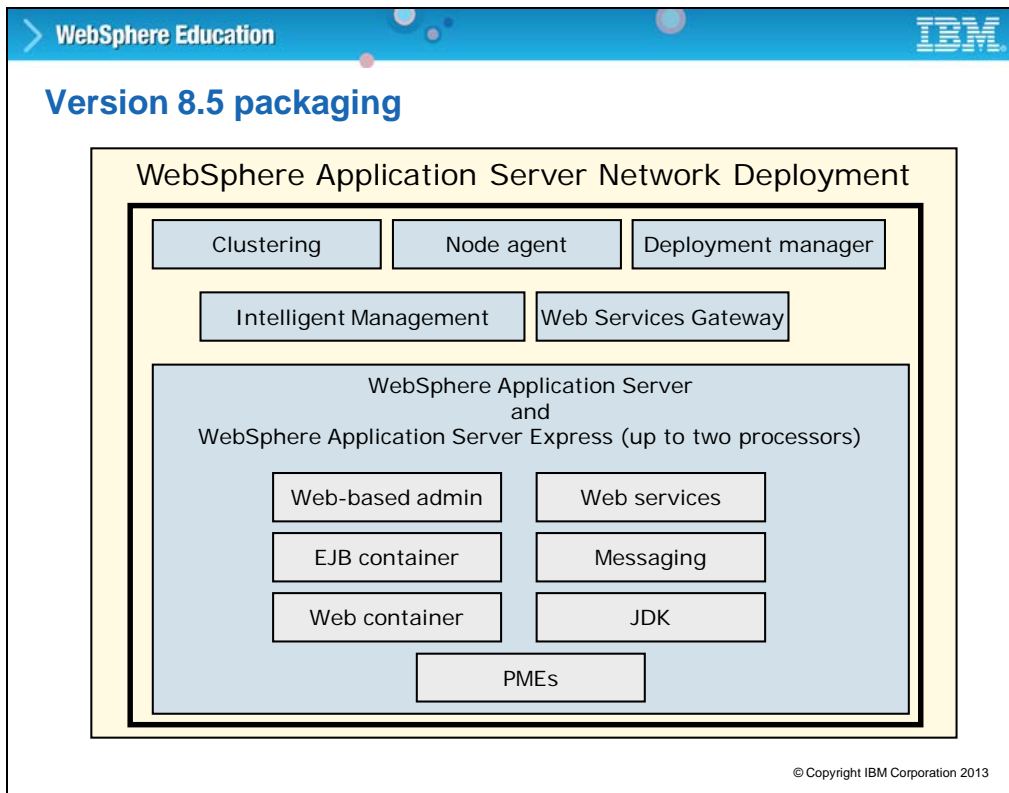 WebSphere Education
IBM.
Version 8.5 packaging
WebSphere Application Server Network Deployment
Clustering
Node agent
Deployment manager
Intelligent Management
Web Services Gateway
WebSphere Application Server
and
WebSphere Application Server Express (up to two processors)
Web-based admin
Web services
EJB container
Messaging
Web container
JDK
PMEs
© Copyright IBM Corporation 2013